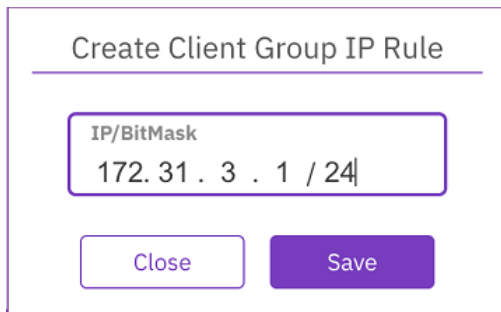 Create Client Group IP Rule
IP/BitMask
172. 31 . 3 . 1 / 24
Close
Save